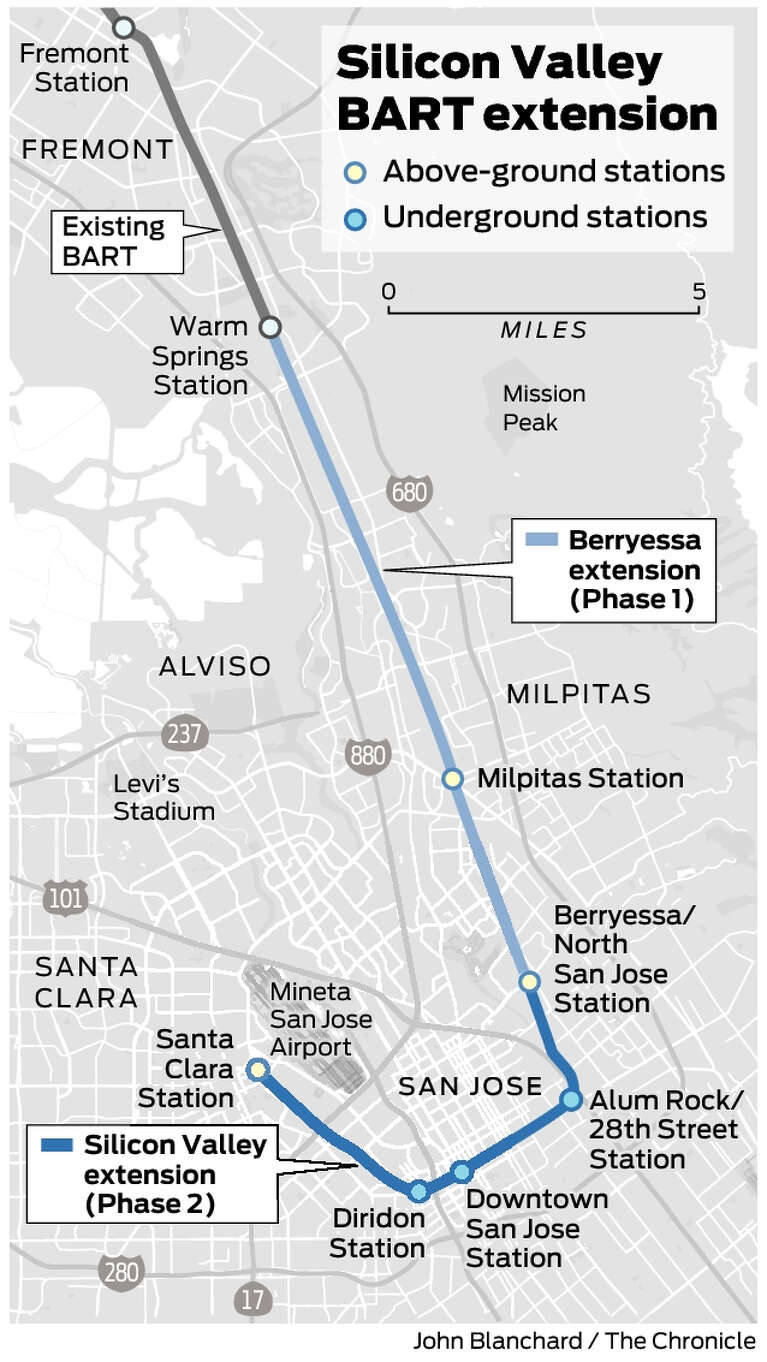 Silicon Valley
BART extension
Above-ground stations
Underground stations
Fremont
Station
FREMONT
Existing
BART
0 5
MILES
Warm
Springs
Station
Mission
Peak
680
Berryessa
extension
(Phase 1)
ALVISO
MILPITAS
237
880
Milpitas Station
Levi's
Stadium
101
Berryessa/
North
San Jose
Station
SANTA
CLARA
Mineta
San Jose
Airport
Santa
Clara
Station
SAN JOSE
Alum Rock/
28th Street
Station
Silicon Valley
extension
(Phase 2)
Diridon
Station
Downtown
San Jose
Station
280
17
John Blanchard / The Chronicle